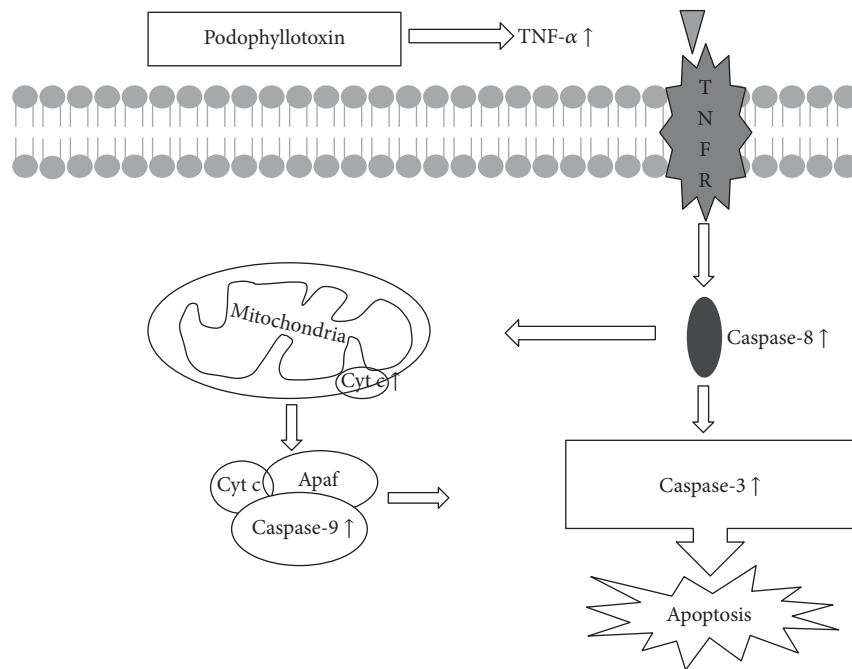 Podophyllotoxin
TNF-α ↑
T
N
F
R
Mitochondria
Cyt c ↑
Caspase-8 ↑
Cyt c
Apaf
Caspase-9 ↑
Caspase-3 ↑
Apoptosis